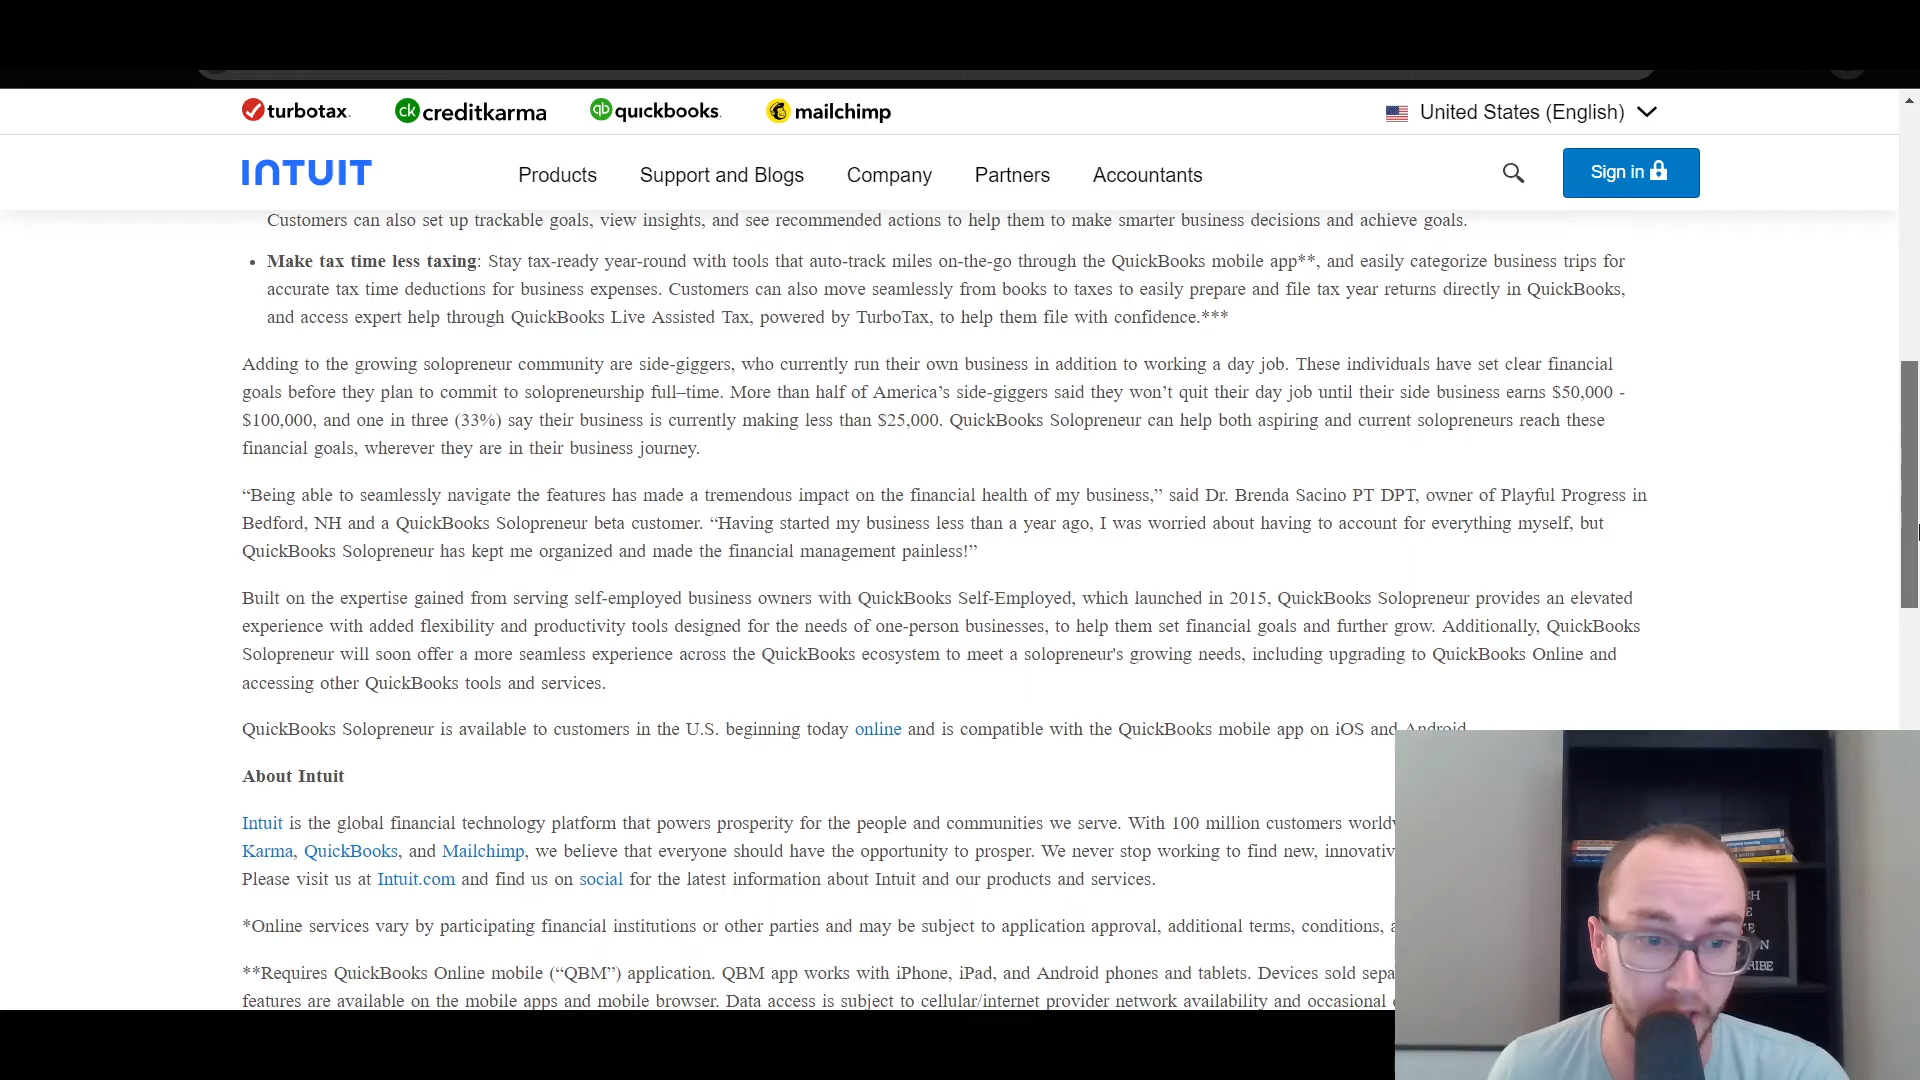 turbotax.
creditkarma
quickbooks.
mailchimp
United States (English)
INTUIT
Products
Support and Blogs
Company
Partners
Accountants
Sign in
Customers can also set up trackable goals, view insights, and see recommended actions to help them to make smarter business decisions and achieve goals.
• Make tax time less taxing: Stay tax-ready year-round with tools that auto-track miles on-the-go through the QuickBooks mobile app**, and easily categorize business trips for
accurate tax time deductions for business expenses. Customers can also move seamlessly from books to taxes to easily prepare and file tax year returns directly in QuickBooks,
and access expert help through QuickBooks Live Assisted Tax, powered by TurboTax, to help them file with confidence.***
Adding to the growing solopreneur community are side-giggers, who currently run their own business in addition to working a day job. These individuals have set clear financial
goals before they plan to commit to solopreneurship full–time. More than half of America’s side-giggers said they won’t quit their day job until their side business earns $50,000 -
$100,000, and one in three (33%) say their business is currently making less than $25,000. QuickBooks Solopreneur can help both aspiring and current solopreneurs reach these
financial goals, wherever they are in their business journey.
“Being able to seamlessly navigate the features has made a tremendous impact on the financial health of my business,” said Dr. Brenda Sacino PT DPT, owner of Playful Progress in
Bedford, NH and a QuickBooks Solopreneur beta customer. “Having started my business less than a year ago, I was worried about having to account for everything myself, but
QuickBooks Solopreneur has kept me organized and made the financial management painless!”
Built on the expertise gained from serving self-employed business owners with QuickBooks Self-Employed, which launched in 2015, QuickBooks Solopreneur provides an elevated
experience with added flexibility and productivity tools designed for the needs of one-person businesses, to help them set financial goals and further grow. Additionally, QuickBooks
Solopreneur will soon offer a more seamless experience across the QuickBooks ecosystem to meet a solopreneur's growing needs, including upgrading to QuickBooks Online and
accessing other QuickBooks tools and services.
QuickBooks Solopreneur is available to customers in the U.S. beginning today online and is compatible with the QuickBooks mobile app on iOS and Android
About Intuit
Intuit is the global financial technology platform that powers prosperity for the people and communities we serve. With 100 million customers
Karma, QuickBooks, and Mailchimp, we believe that everyone should have the opportunity to prosper. We never stop working to find new,
Please visit us at Intuit.com and find us on social for the latest information about Intuit and our products and services.
*Online services vary by participating financial institutions or other parties and may be subject to application approval, additional terms, conditions,
**Requires QuickBooks Online mobile (“QBM”) application. QBM app works with iPhone, iPad, and Android phones and tablets. Devices sold
features are available on the mobile apps and mobile browser. Data access is subject to cellular/internet provider network availability and occasional